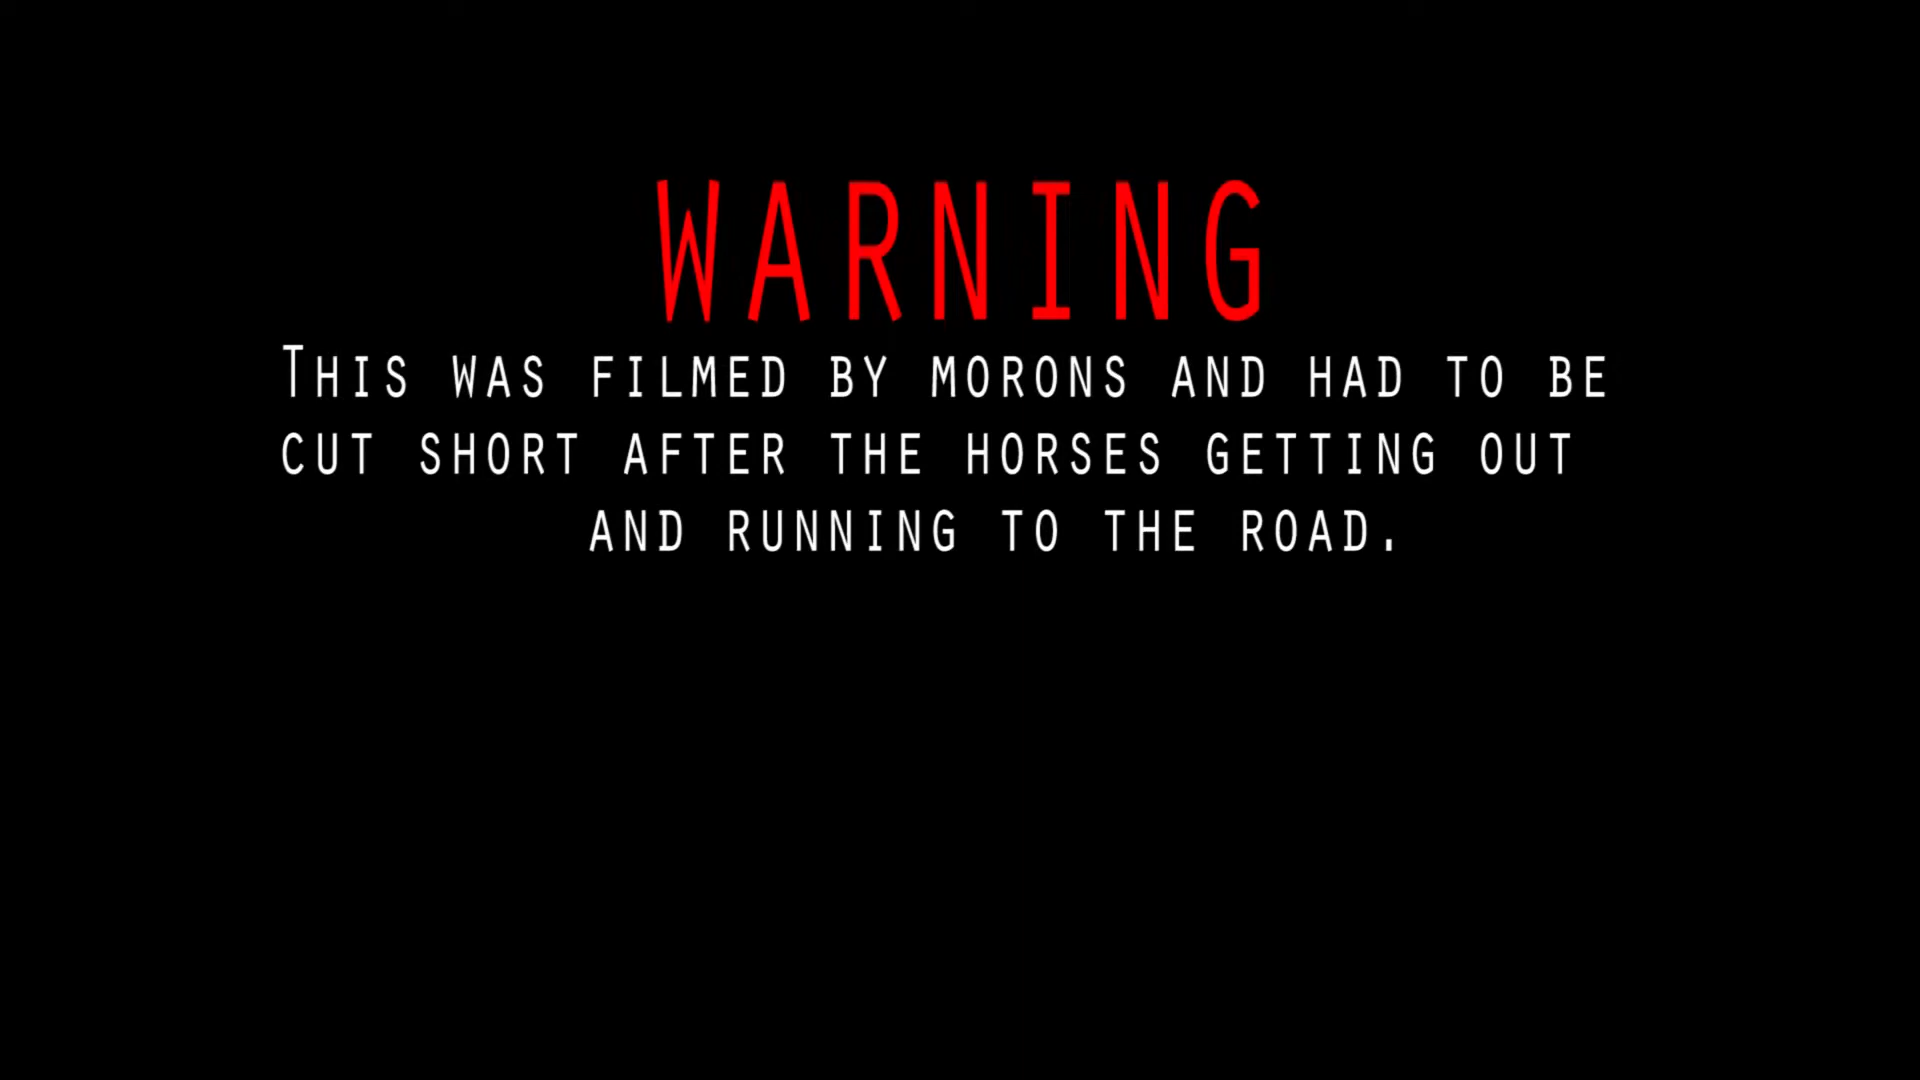 WARNING
This was filmed by morons and had to be
cut short after the horses getting out
and running to the road.